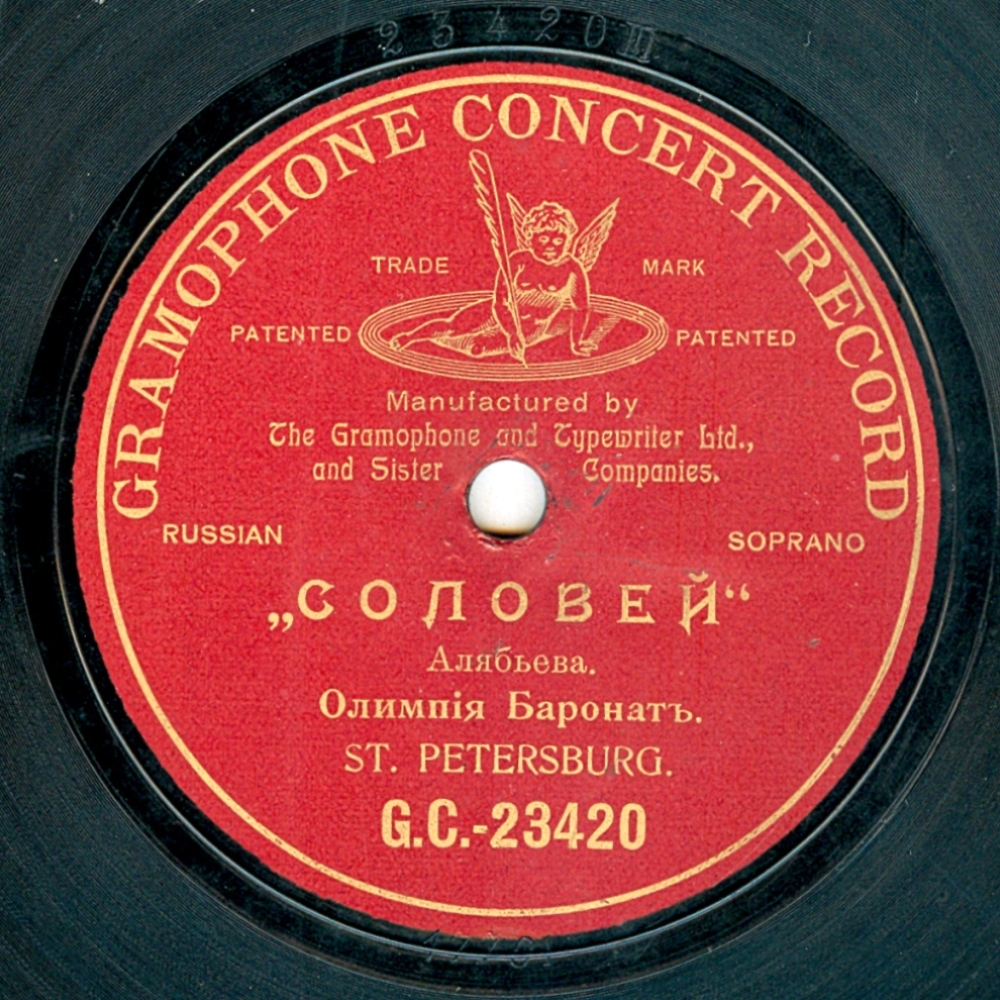 23420II
GRAMOPHONE CONCERT RECORD
TRADE MARK
PATENTED PATENTED
Manufactured by
The Gramophone and Typewriter Ltd.,
and Sister Companies.
RUSSIAN SOPRANO
„СОЛОВЕЙ“
Алябьева.
Олимпія Баронатъ.
ST. PETERSBURG.
G.C.-23420